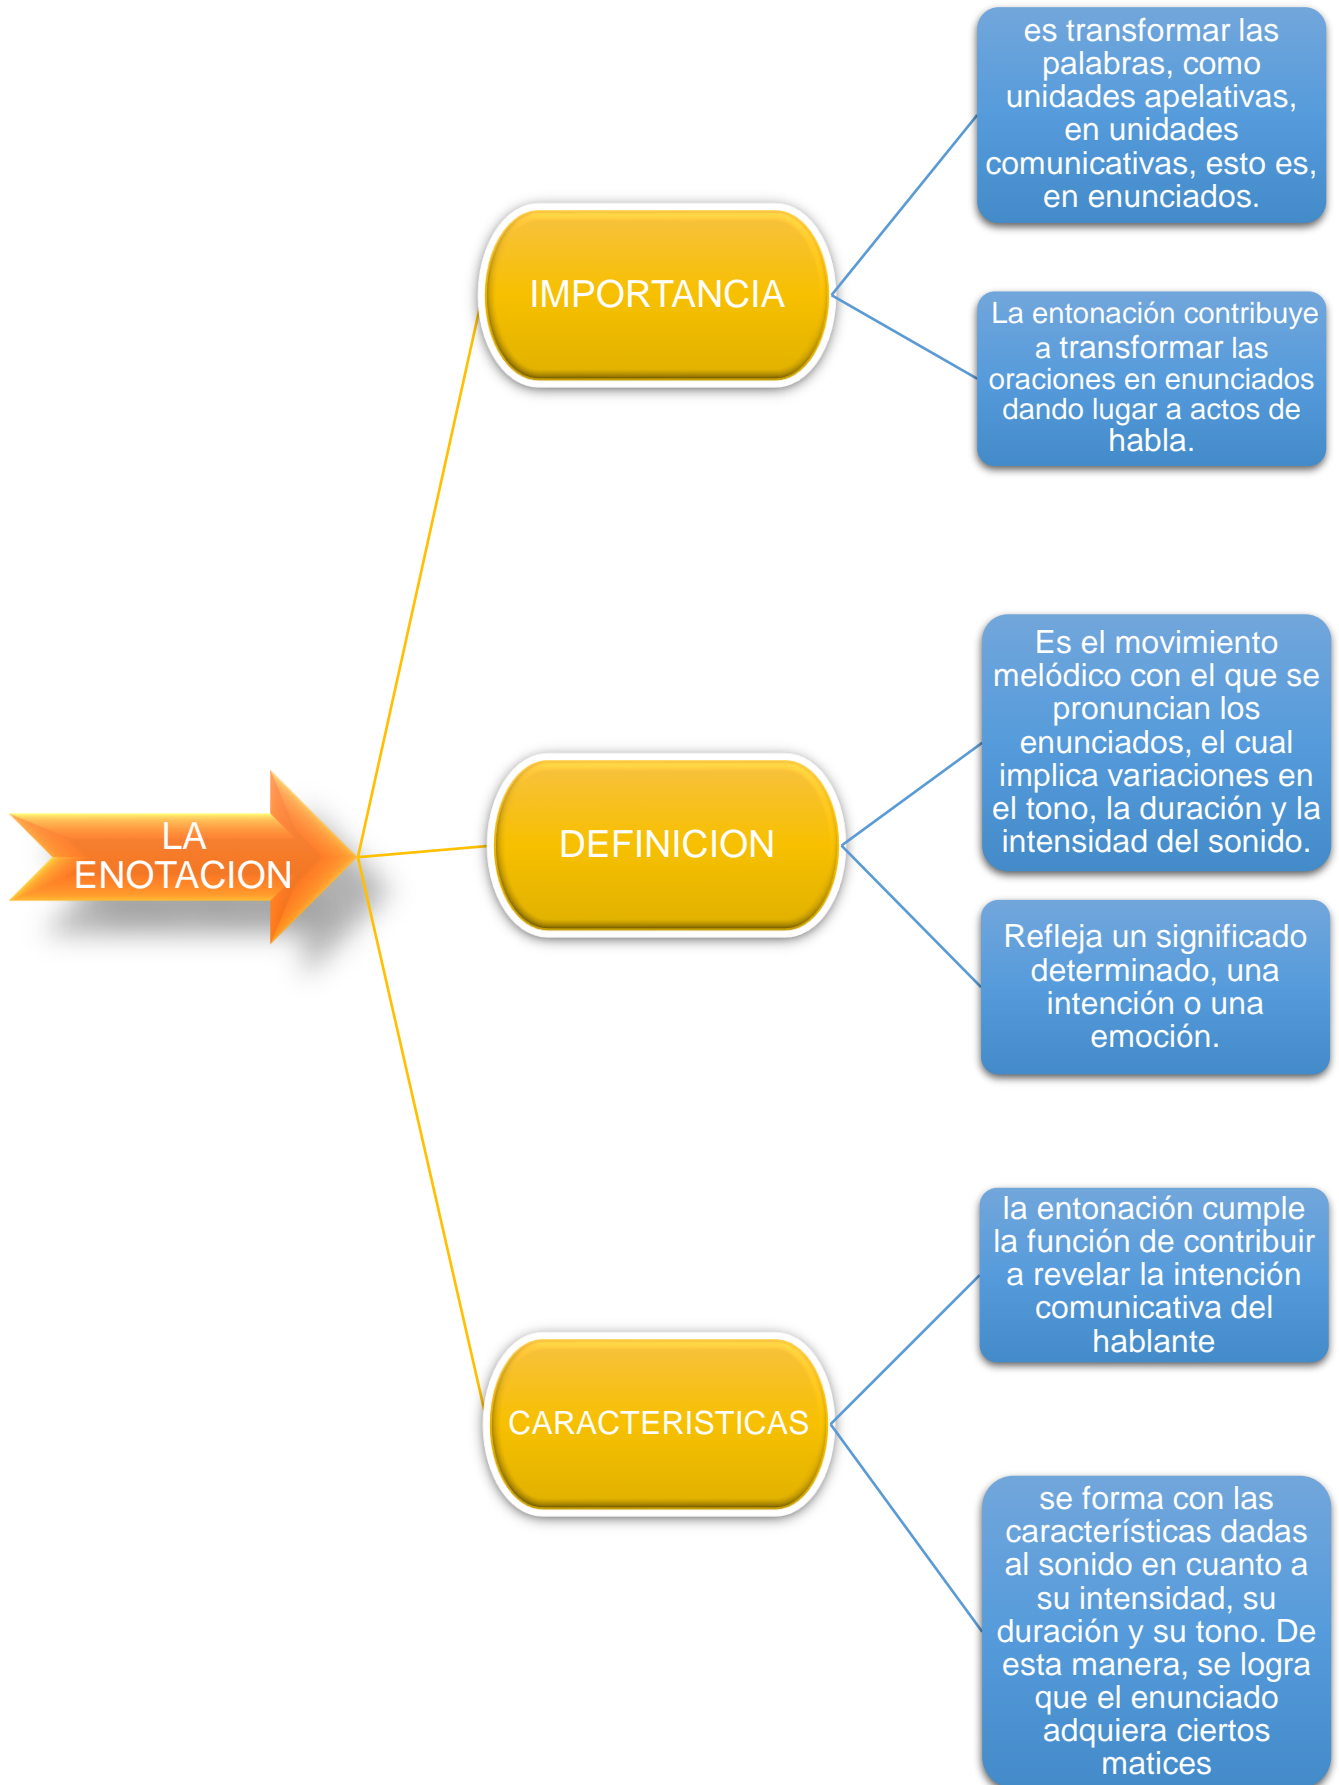 LA
ENOTACION
IMPORTANCIA
es transformar las
palabras, como
unidades apelativas,
en unidades
comunicativas, esto es,
en enunciados.
La entonación contribuye
a transformar las
oraciones en enunciados
dando lugar a actos de
habla.
DEFINICION
Es el movimiento
melódico con el que se
pronuncian los
enunciados, el cual
implica variaciones en
el tono, la duración y la
intensidad del sonido.
Refleja un significado
determinado, una
intención o una
emoción.
CARACTERISTICAS
la entonación cumple
la función de contribuir
a revelar la intención
comunicativa del
hablante
se forma con las
características dadas
al sonido en cuanto a
su intensidad, su
duración y su tono. De
esta manera, se logra
que el enunciado
adquiera ciertos
matices